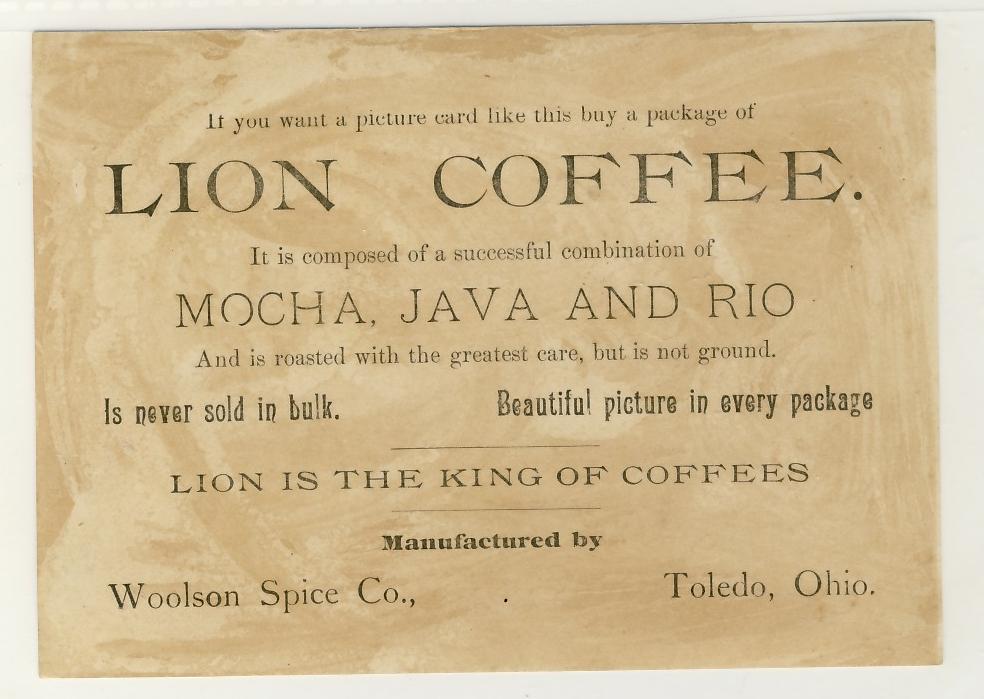 If you want a picture card like this buy a package of
LION COFFEE.
It is composed of a successful combination of
MOCHA, JAVA AND RIO
And is roasted with the greatest care, but is not ground.
Is never sold in bulk. Beautiful picture in every package
LION IS THE KING OF COFFEES
Manufactured by
Woolson Spice Co., Toledo, Ohio.